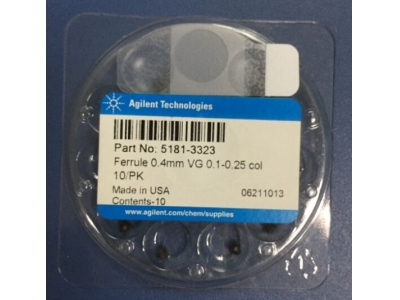 Agilent Technologies
Part No: 5181-3323
Ferrule 0.4mm VG 0.1-0.25 col
10/PK
Made in USA 06211013
Contents-10
www.agilent.com/chem/supplies